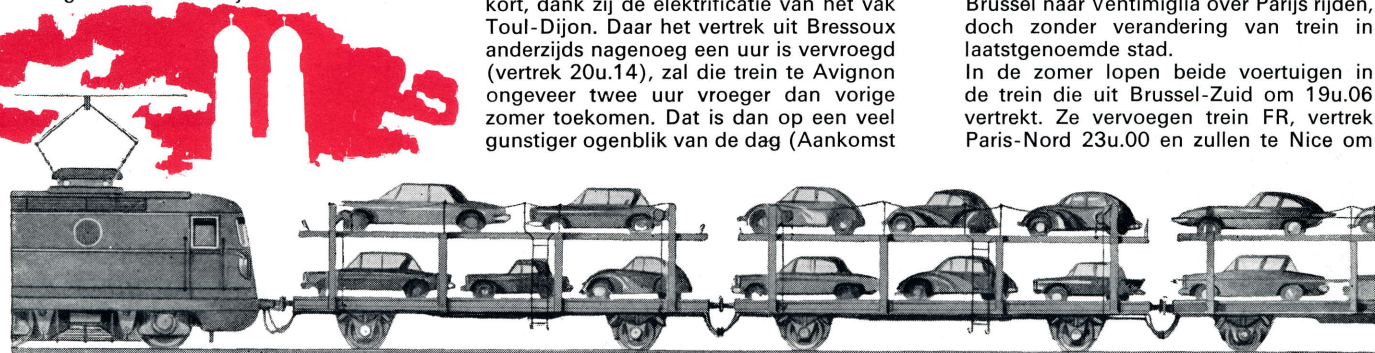 kort, dank zij de elektrificatie van het vak
Toul-Dijon. Daar het vertrek uit Bressoux
anderzijds nagenoeg een uur is vervroegd
(vertrek 20u.14), zal die trein te Avignon
ongeveer twee uur vroeger dan vorige
zomer toekomen. Dat is dan op een veel
gunstiger ogenblik van de dag (Aankomst
Brussel naar Ventimiglia over Parijs rijden,
doch zonder verandering van trein in
laatstgenoemde stad.
In de zomer lopen beide voertuigen in
de trein die uit Brussel-Zuid om 19u.06
vertrekt. Ze vervoegen trein FR, vertrek
Paris-Nord 23u.00 en zullen te Nice om